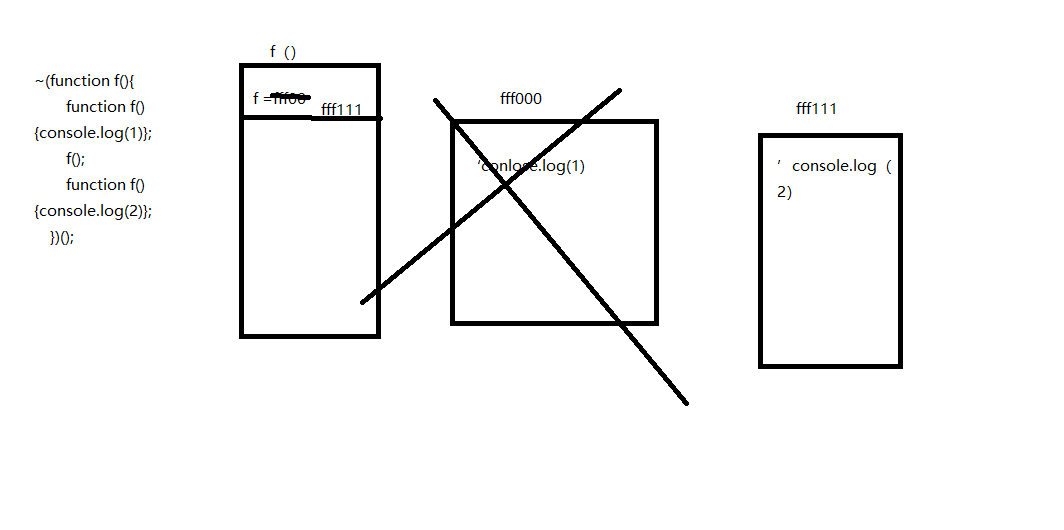 ~(function f(){
function f()
{console.log(1)};
f();
function f()
{console.log(2)};
})();
f（）
f =fff00
fff111
fff000
‘conlose.log(1)
fff111
’ console.log（
2）